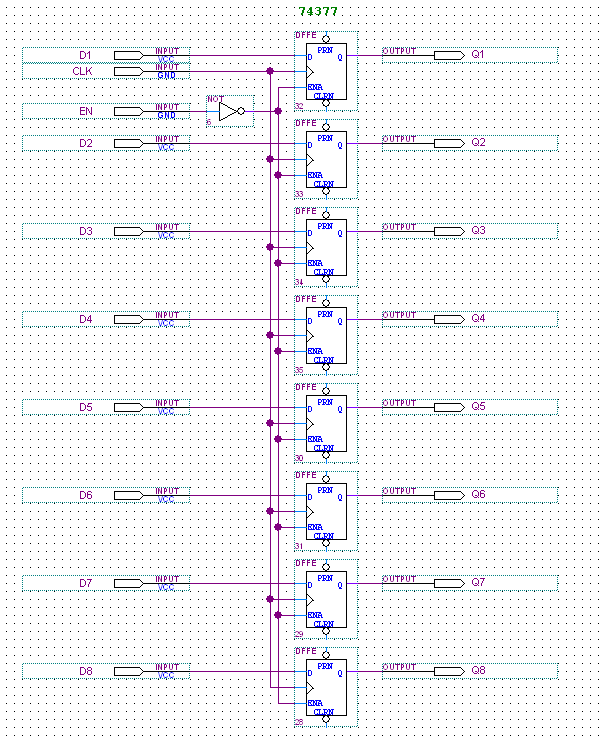 74377
DFFE
D1 INPUT VCC D PRN Q OUTPUT Q1
CLK INPUT GND
ENA
CLRN
32
EN INPUT GND NOT 6
DFFE
D2 INPUT VCC D PRN Q OUTPUT Q2
ENA
CLRN
33
DFFE
D3 INPUT VCC D PRN Q OUTPUT Q3
ENA
CLRN
34
DFFE
D4 INPUT VCC D PRN Q OUTPUT Q4
ENA
CLRN
35
DFFE
D5 INPUT VCC D PRN Q OUTPUT Q5
ENA
CLRN
30
DFFE
D6 INPUT VCC D PRN Q OUTPUT Q6
ENA
CLRN
31
DFFE
D7 INPUT VCC D PRN Q OUTPUT Q7
ENA
CLRN
29
DFFE
D8 INPUT VCC D PRN Q OUTPUT Q8
ENA
CLRN
28